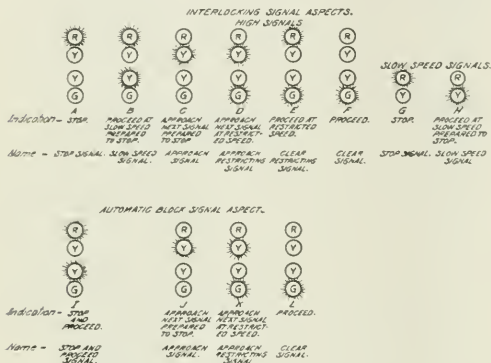 INTERLOCKING SIGNAL ASPECTS.
HIGH SIGNALS
R R R R R R
Y Y Y Y Y Y
SLOW SPEED SIGNALS.
Y Y Y Y Y Y R R
G G G G G G Y Y
A B C D E F G H
Indication - STOP. PROCEED AT APPROACH APPROACH PROCEED AT PROCEED. STOP. PROCEED AT
SLOW SPEED NEXT SIGNAL NEXT SIGNAL RESTRICTED SLOW SPEED
PREPARED PREPARED AT RESTRICT- SPEED. PREPARED TO
TO STOP. TO STOP ED SPEED. STOP.
Name - STOP SIGNAL. SLOW SPEED APPROACH APPROACH CLEAR CLEAR STOP SIGNAL. SLOW SPEED
SIGNAL. SIGNAL RESTRICTING RESTRICTING SIGNAL. SIGNAL
SIGNAL SIGNAL.
AUTOMATIC BLOCK SIGNAL ASPECT.
R R R R
Y Y Y Y
Y Y Y Y
G G G G
I J K L
Indication - STOP APPROACH APPROACH PROCEED.
AND NEXT SIGNAL NEXT SIGNAL
PROCEED. PREPARED AT RESTRICT-
TO STOP. ED SPEED.
Name - STOP AND APPROACH APPROACH CLEAR
PROCEED SIGNAL. RESTRICTING SIGNAL.
SIGNAL. SIGNAL